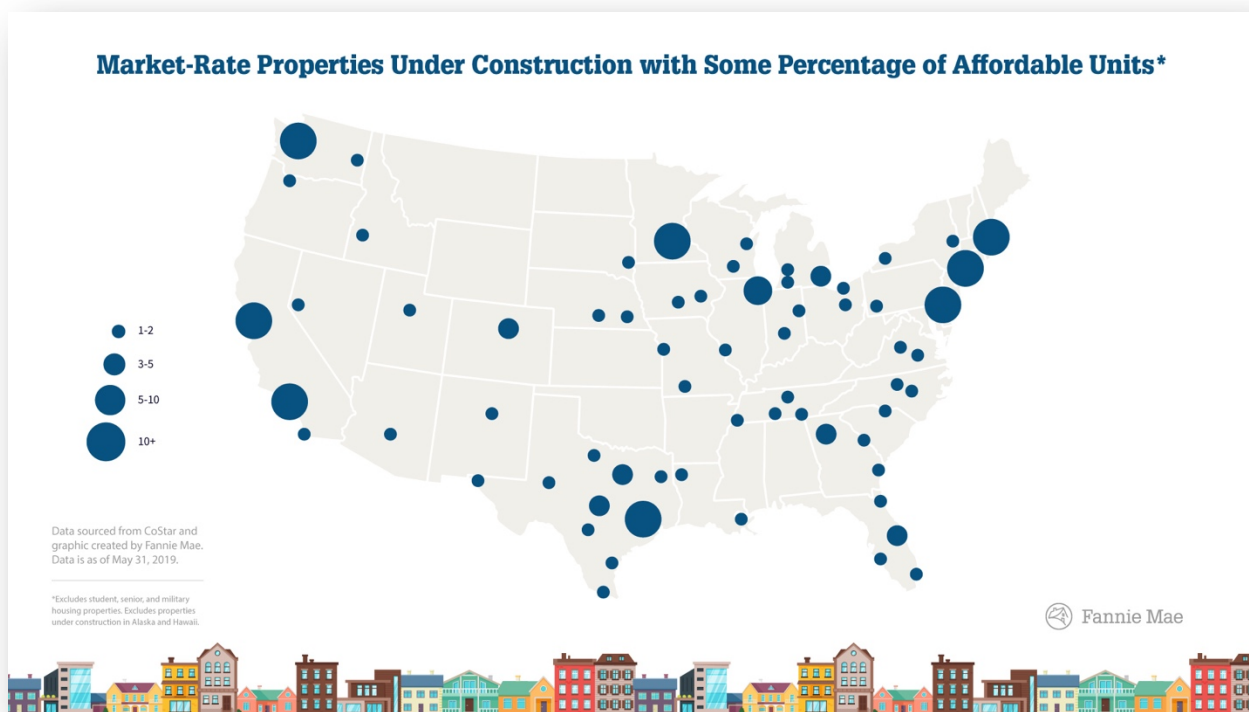 Market-Rate Properties Under Construction with Some Percentage of Affordable Units*
1-2
3-5
5-10
10+
Data sourced from CoStar and
graphic created by Fannie Mae.
Data is as of May 31, 2019.
*Excludes student, senior, and military
housing properties. Excludes properties
under construction in Alaska and Hawaii.
Fannie Mae